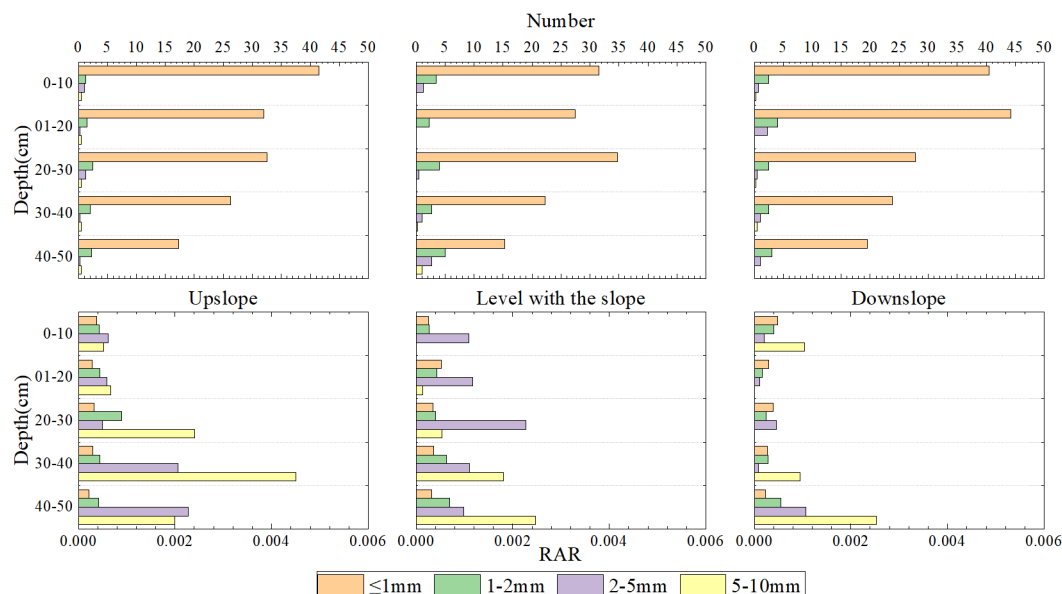 Number
0 5 10 15 20 25 30 35 40 45 50 0 5 10 15 20 25 30 35 40 45 50 0 5 10 15 20 25 30 35 40 45 50
Depth(cm)
0-10
01-20
20-30
30-40
40-50
Upslope Level with the slope Downslope
Depth(cm)
0-10
01-20
20-30
30-40
40-50
0.000 0.002 0.004 0.006 0.000 0.002 0.004 0.006 0.000 0.002 0.004 0.006
RAR
≤1mm 1-2mm 2-5mm 5-10mm